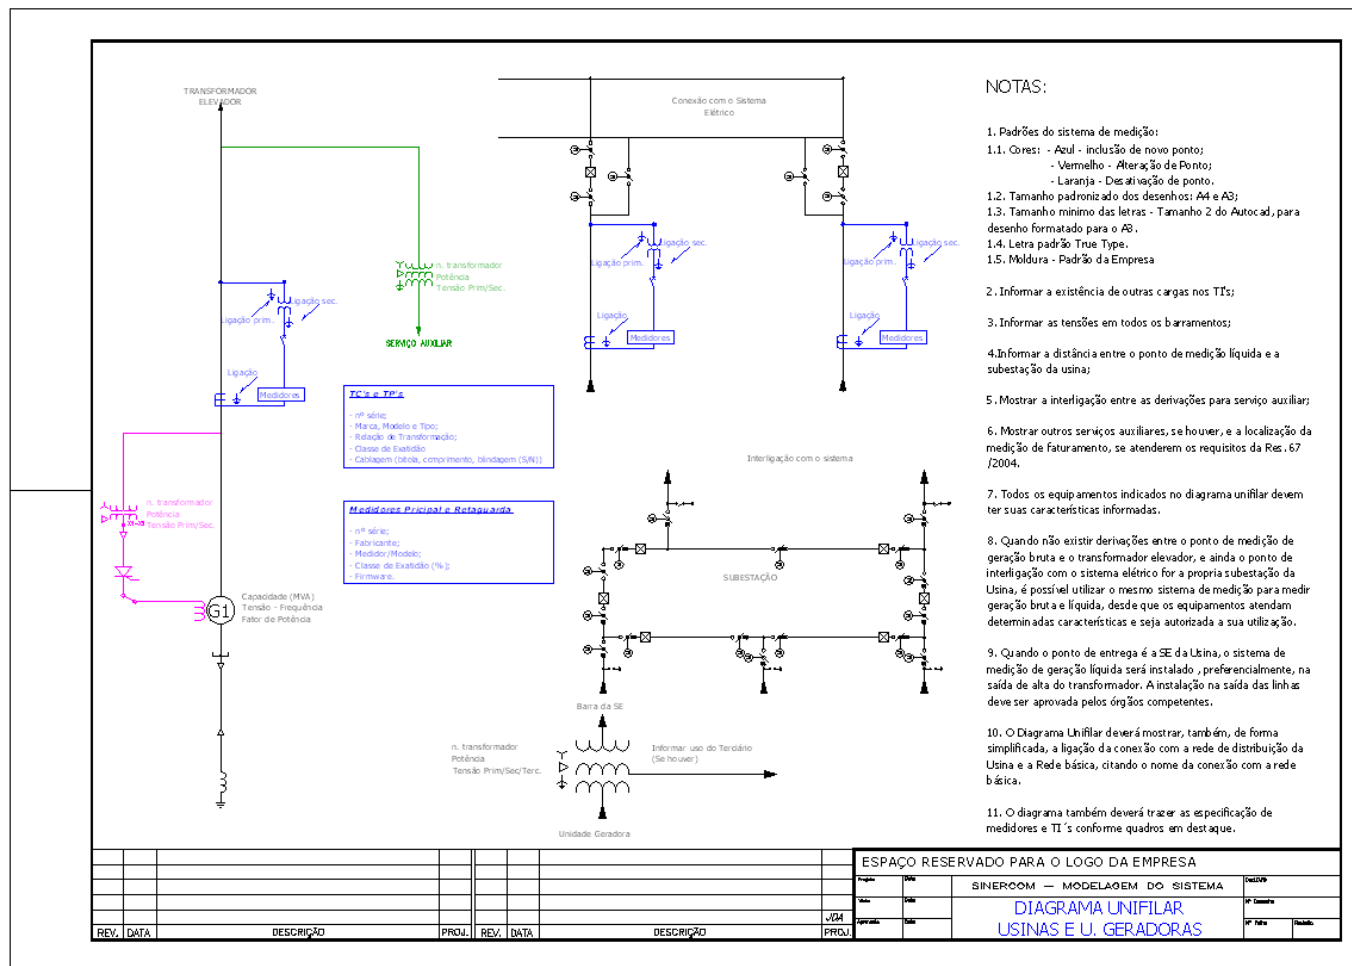 TRANSFORMADOR
ELEVADOR
Conexão com o Sistema
Elétrico
Ligação prim.
Ligação sec.
Ligação
Medidores
Ligação prim.
Ligação sec.
Ligação
Medidores
n. transformador
Potência
Tensão Prim/Sec.
SERVIÇO AUXILIAR
Ligação sec.
Ligação prim.
Ligação
Medidores
TC's e TP's
- nº série;
- Marca, Modelo e Tipo;
- Relação de Transformação;
- Classe de Exatidão
- Cablagem (bitola, comprimento, blindagem (S/N))
Medidores Pricipal e Retaguarda
- nº série;
- Fabricante;
- Medidor/Modelo;
- Classe de Exatidão (%);
- Firmware.
n. transformador
Potência
Tensão Prim/Sec.
G1
Capacidade (MVA)
Tensão - Frequência
Fator de Potência
Interligação com o sistema
SUBESTAÇÃO
Barra da SE
n. transformador
Potência
Tensão Prim/Sec/Terc.
Informar uso do Terciário
(Se houver)
Unidade Geradora
NOTAS:
1. Padrões do sistema de medição:
1.1. Cores: - Azul - inclusão de novo ponto;
- Vermelho - Alteração de Ponto;
- Laranja - Desativação de ponto.
1.2. Tamanho padronizado dos desenhos: A4 e A3;
1.3. Tamanho minimo das letras - Tamanho 2 do Autocad, para
desenho formatado para o A3.
1.4. Letra padrão True Type.
1.5. Moldura - Padrão da Empresa
2. Informar a existência de outras cargas nos TI's;
3. Informar as tensões em todos os barramentos;
4.Informar a distância entre o ponto de medição líquida e a
subestação da usina;
5. Mostrar a interligação entre as derivações para serviço auxiliar;
6. Mostrar outros serviços auxiliares, se houver, e a localização da
medição de faturamento, se atenderem os requisitos da Res. 67
/2004.
7. Todos os equipamentos indicados no diagrama unifilar devem
ter suas características informadas.
8. Quando não existir derivações entre o ponto de medição de
geração bruta e o transformador elevador, e ainda o ponto de
interligação com o sistema elétrico for a propria subestação da
Usina, é possível utilizar o mesmo sistema de medição para medir
geração bruta e líquida, desde que os equipamentos atendam
determinadas características e seja autorizada a sua utilização.
9. Quando o ponto de entrega é a SE da Usina, o sistema de
medição de geração líquida será instalado , preferencialmente, na
saída de alta do transformador. A instalação na saída das linhas
deve ser aprovada pelos órgãos competentes.
10. O Diagrama Unifilar deverá mostrar, também, de forma
simplificada, a ligação da conexão com a rede de distribuição da
Usina e a Rede básica, citando o nome da conexão com a rede
básica.
11. O diagrama também deverá trazer as especificação de
medidores e TI´s conforme quadros em destaque.
JDA
REV. DATA DESCRIÇÃO PROJ. REV. DATA DESCRIÇÃO PROJ.
ESPAÇO RESERVADO PARA O LOGO DA EMPRESA
Projeto Data
SINERCOM – MODELAGEM DO SISTEMA
Visto Data
DIAGRAMA UNIFILAR
USINAS E U. GERADORAS
Aprovado Data
Nº Desenho
Nº Folha Revisão